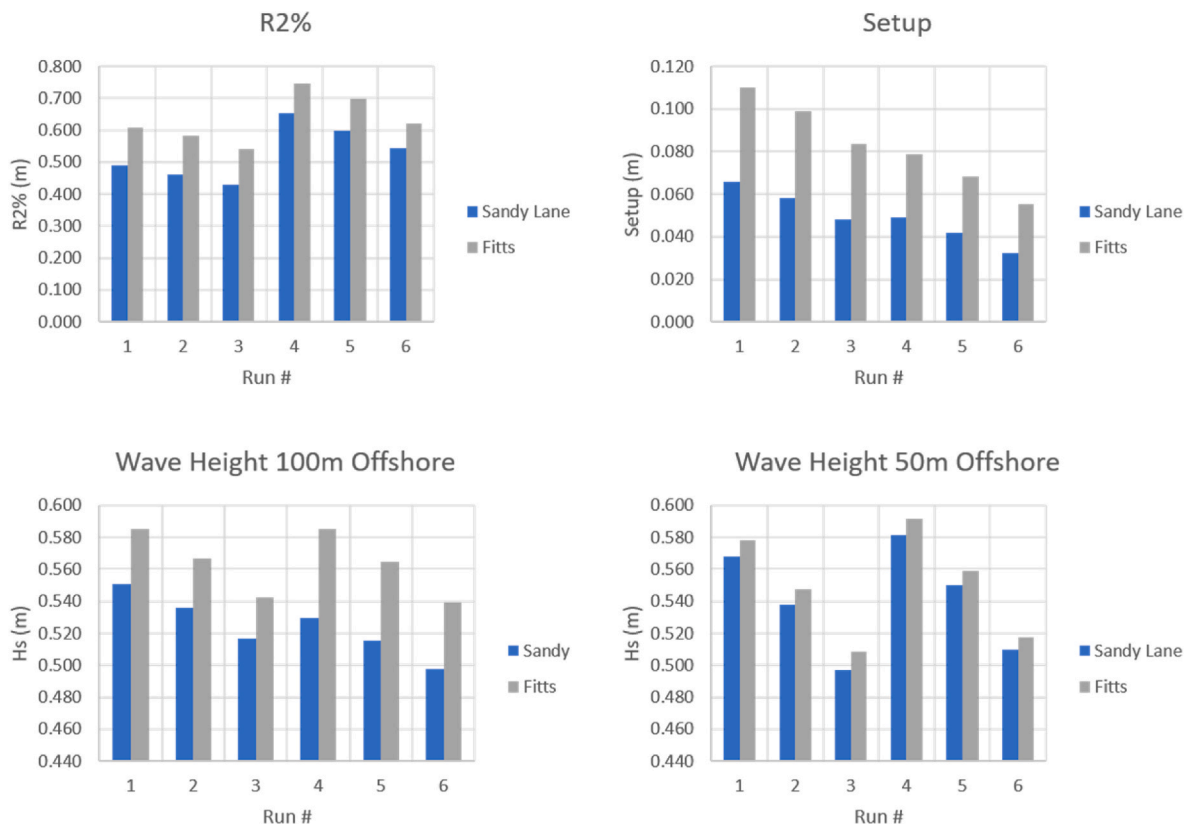 R2%
0.800
0.700
0.600
0.500
0.400
0.300
0.200
0.100
0.000
R2% (m)
1 2 3 4 5 6
Run #
Sandy Lane
Fitts
Setup
0.120
0.100
0.080
0.060
0.040
0.020
0.000
Setup (m)
1 2 3 4 5 6
Run #
Sandy Lane
Fitts
Wave Height 100m Offshore
0.600
0.580
0.560
0.540
0.520
0.500
0.480
0.460
0.440
Hs (m)
1 2 3 4 5 6
Run #
Sandy
Fitts
Wave Height 50m Offshore
0.600
0.580
0.560
0.540
0.520
0.500
0.480
0.460
0.440
Hs (m)
1 2 3 4 5 6
Run #
Sandy Lane
Fitts